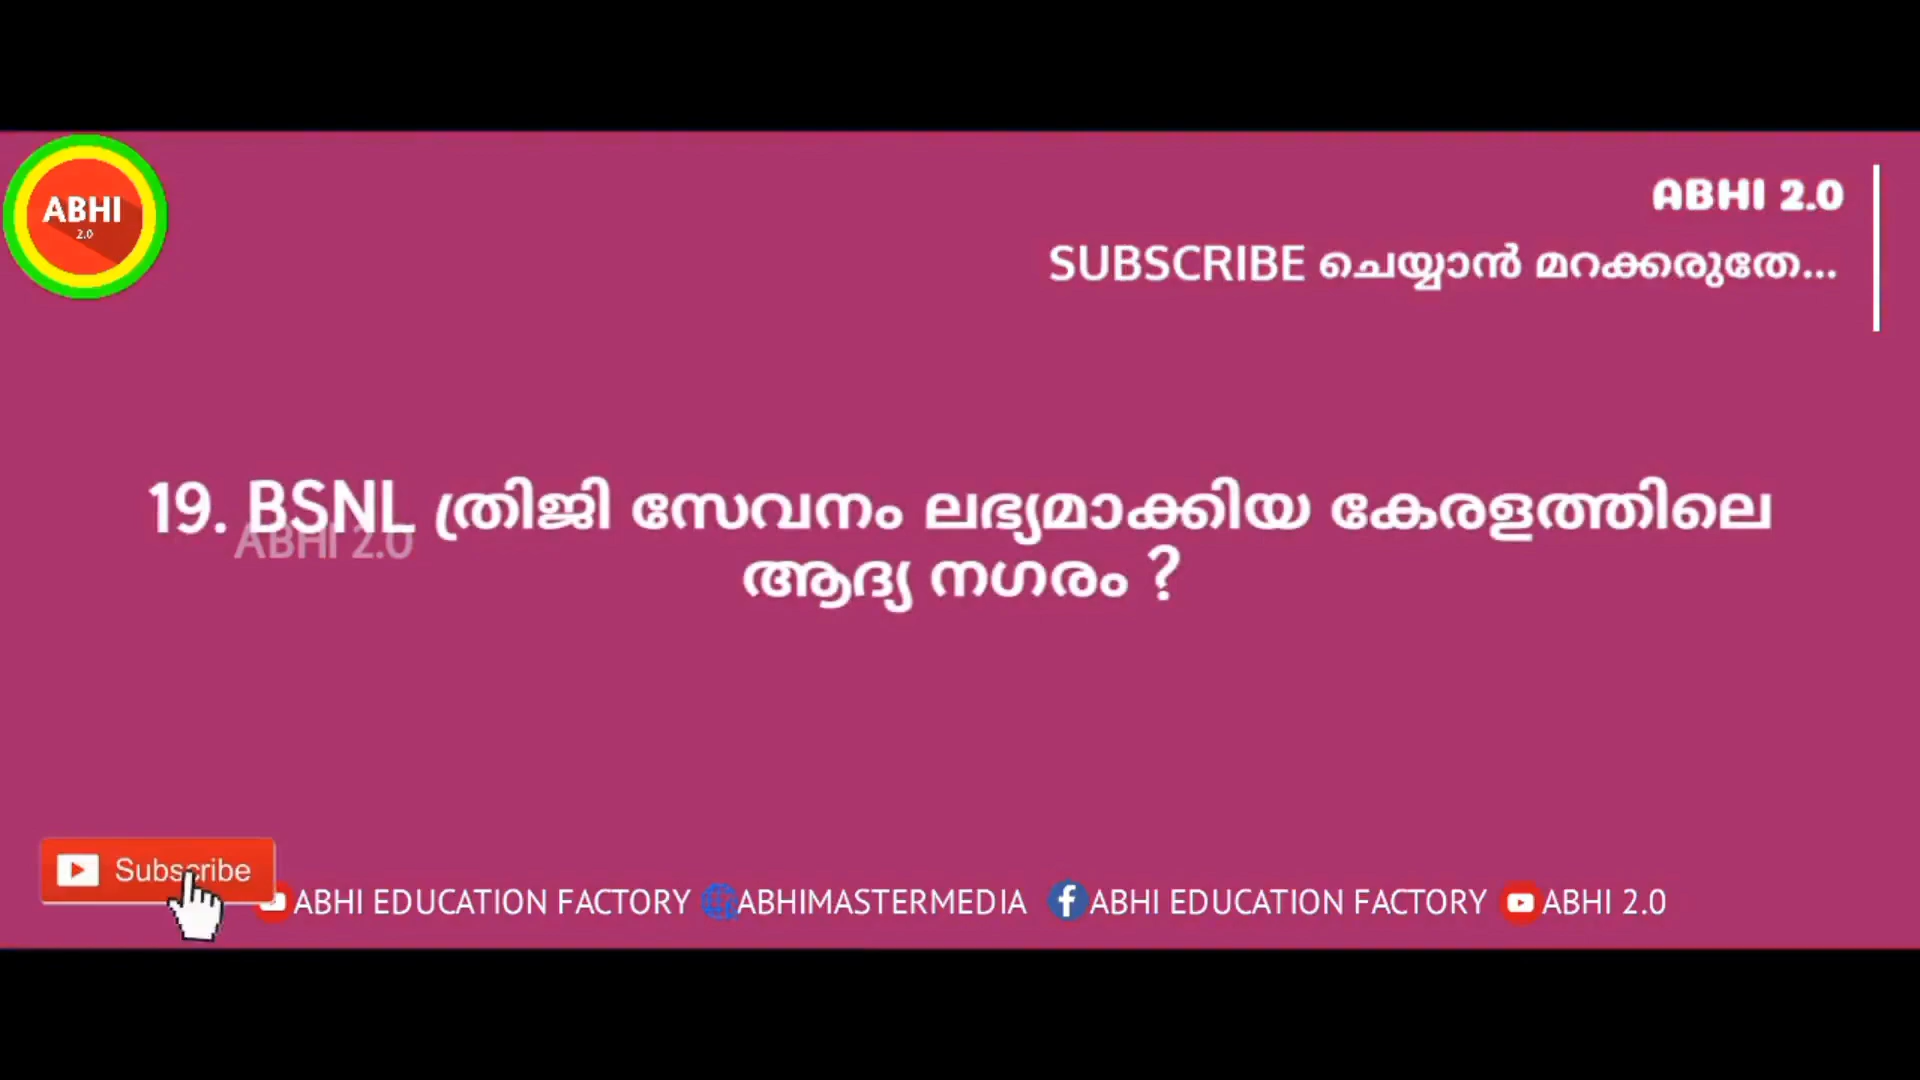 ABHI
2.0
ABHI 2.0
SUBSCRIBE ചെയ്യാൻ മറക്കരുതേ...
19. BSNL ത്രിജി സേവനം ലഭ്യമാക്കിയ കേരളത്തിലെ
ABHI 2.0
ആദ്യ നഗരം ?
Subscribe
ABHI EDUCATION FACTORY ABHIMASTERMEDIA ABHI EDUCATION FACTORY ABHI 2.0